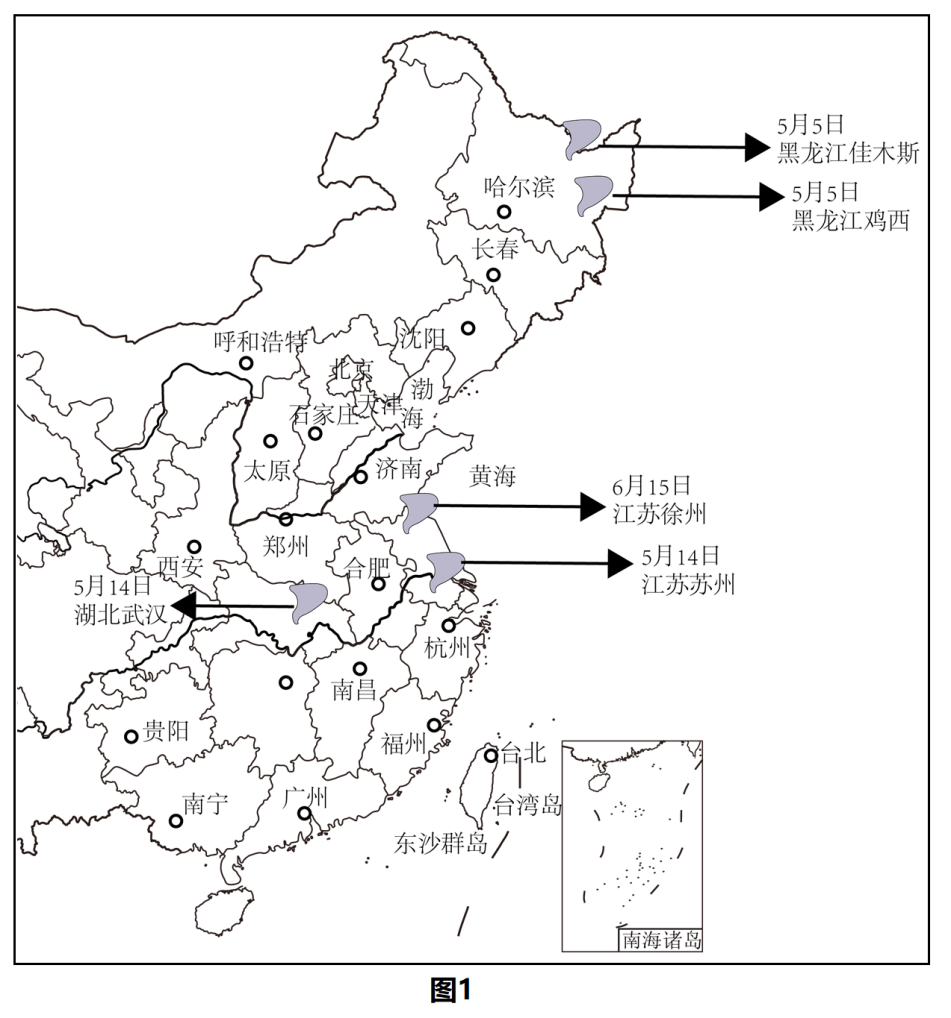 5月5日
黑龙江佳木斯
哈尔滨
5月5日
黑龙江鸡西
长春
沈阳
呼和浩特
北京
渤
海
天津
石家庄
太原
济南
黄海
6月15日
江苏徐州
郑州
西安
合肥
5月14日
江苏苏州
5月14日
湖北武汉
杭州
南昌
贵阳
福州
台北
南宁
广州
台湾岛
东沙群岛
南海诸岛
图1